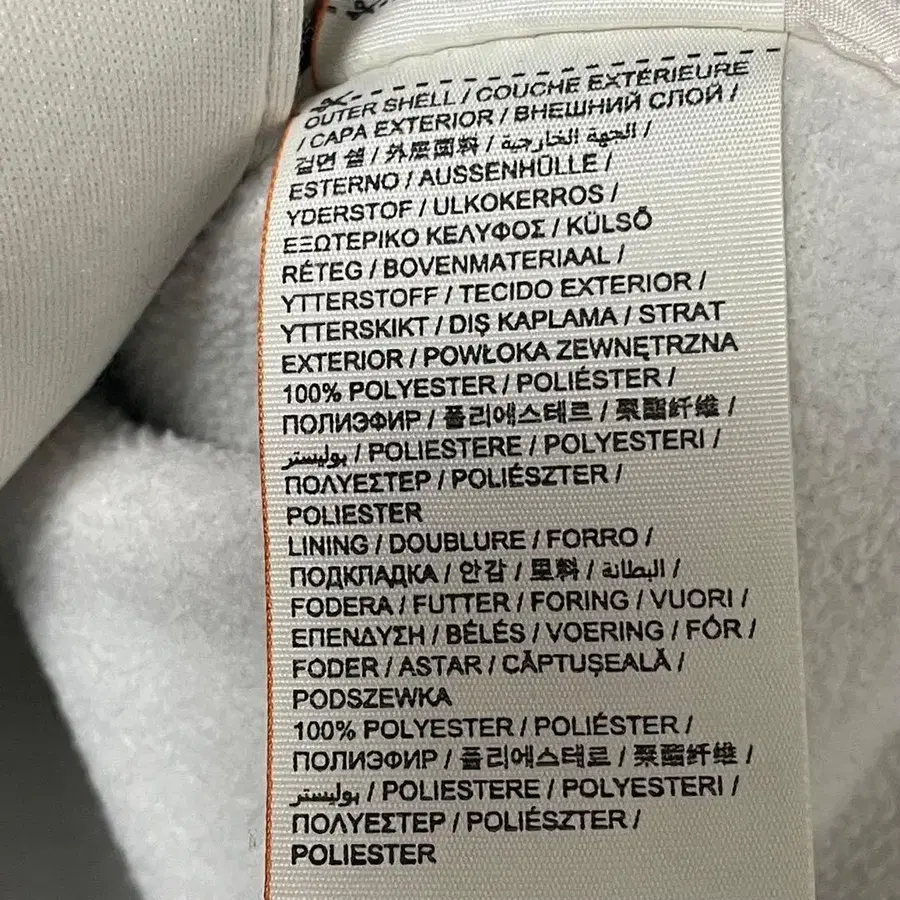 OUTER SHELL / COUCHE EXTÉRIEURE
/ CAPA EXTERIOR / ВНЕШНИЙ СЛОЙ /
겉면 쉘 / 外层面料 / الجهة الخارجية /
ESTERNO / AUSSENHÜLLE /
YDERSTOF / ULKOKERROS /
ΕΞΩΤΕΡΙΚΟ ΚΕΛΥΦΟΣ / KÜLSŐ
RÉTEG / BOVENMATERIAAL /
YTTERSTOFF / TECIDO EXTERIOR /
YTTERSKIKT / DIŞ KAPLAMA / STRAT
EXTERIOR / POWŁOKA ZEWNĘTRZNA
100% POLYESTER / POLIÉSTER /
ПОЛИЭФИР / 폴리에스테르 / 聚酯纤维 /
بوليستر / POLIESTERE / POLYESTERI /
ΠΟΛΥΕΣΤΕΡ / POLIÉSZTER /
POLIESTER
LINING / DOUBLURE / FORRO /
ПОДКЛАДКА / 안감 / 里料 / البطانة /
FODERA / FUTTER / FORING / VUORI /
ΕΠΕΝΔΥΣΗ / BÉLÉS / VOERING / FÓR /
FODER / ASTAR / CĂPTUȘEALĂ /
PODSZEWKA
100% POLYESTER / POLIÉSTER /
ПОЛИЭФИР / 폴리에스테르 / 聚酯纤维 /
بوليستر / POLIESTERE / POLYESTERI /
ΠΟΛΥΕΣΤΕΡ / POLIÉSZTER /
POLIESTER